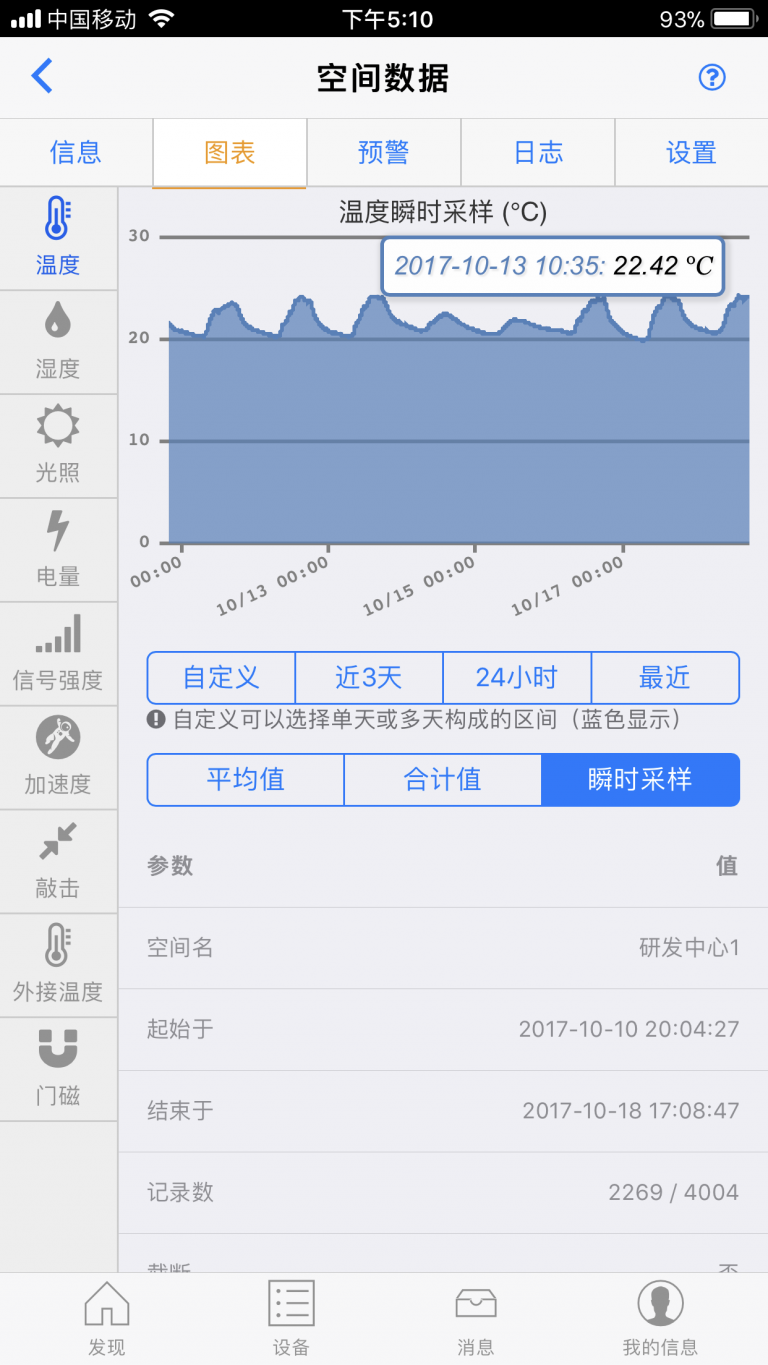 中国移动 下午5:10 93%
空间数据
信息 图表 预警 日志 设置
温度
湿度
光照
电量
信号强度
加速度
敲击
外接温度
门磁
温度瞬时采样 (°C)
30
2017-10-13 10:35: 22.42 °C
20
10
0
00:00
10/13 00:00
10/15 00:00
10/17 00:00
自定义 近3天 24小时 最近
自定义可以选择单天或多天构成的区间（蓝色显示）
平均值 合计值 瞬时采样
参数 值
空间名 研发中心1
起始于 2017-10-10 20:04:27
结束于 2017-10-18 17:08:47
记录数 2269 / 4004
截断 否
发现 设备 消息 我的信息